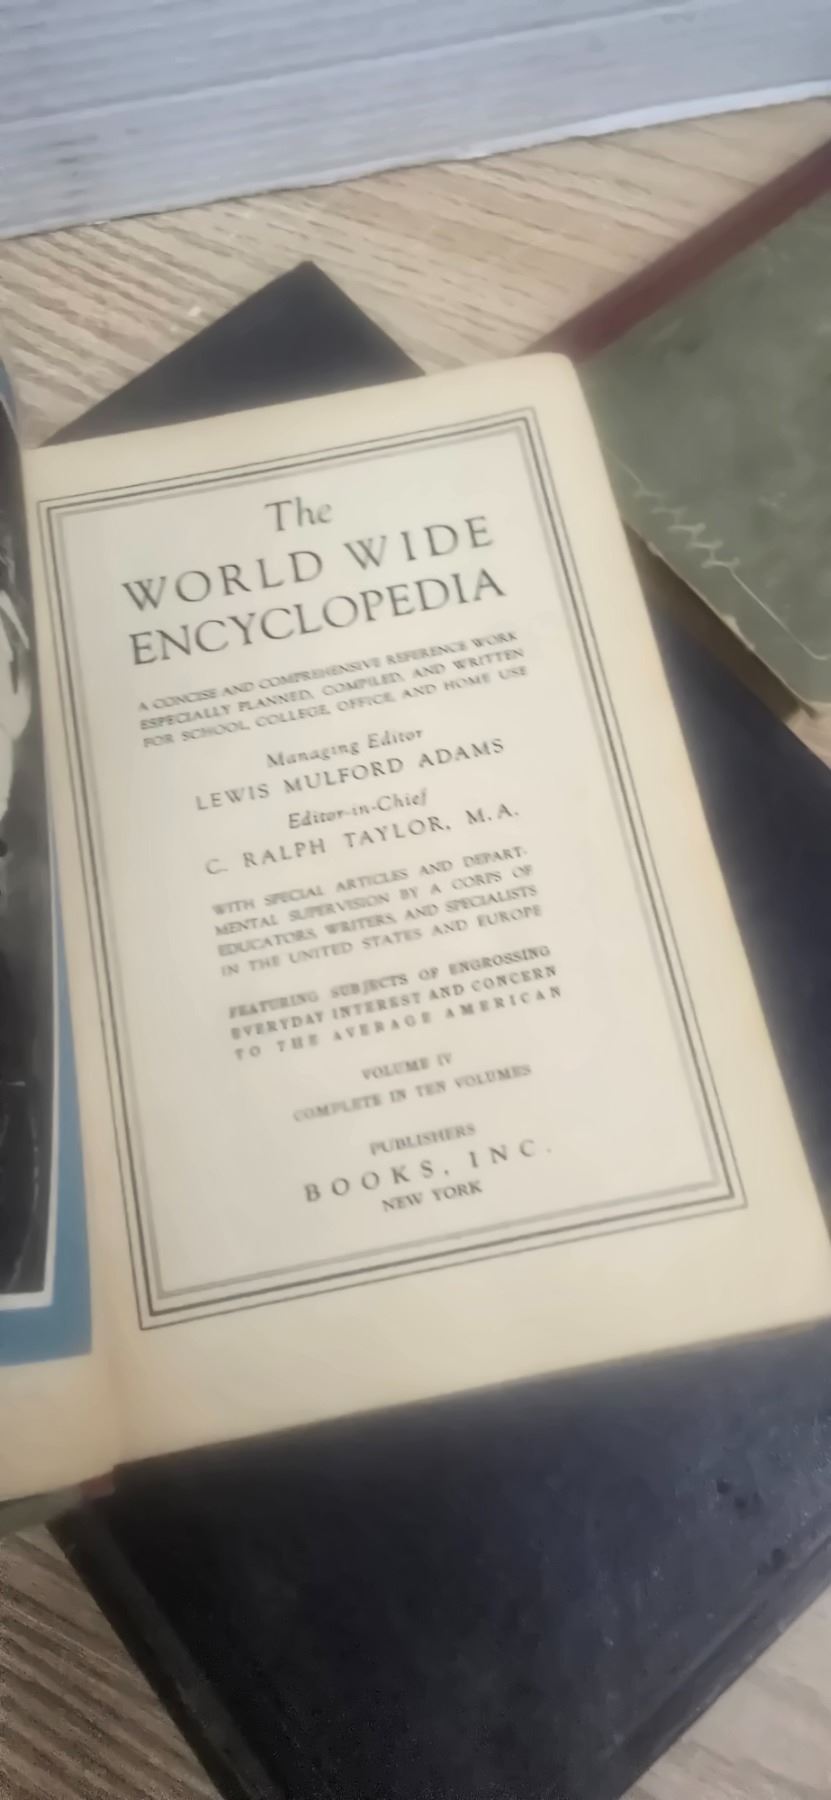 The
WORLD WIDE
ENCYCLOPEDIA
A CONCISE AND COMPREHENSIVE REFERENCE WORK
ESPECIALLY PLANNED, COMPILED, AND WRITTEN
FOR SCHOOL, COLLEGE, OFFICE, AND HOME USE
Managing Editor
LEWIS MULFORD ADAMS
Editor-in-Chief
C. RALPH TAYLOR, M.A.
WITH SPECIAL ARTICLES AND DEPART-
MENTAL SUPERVISION BY A CORPS OF
EDUCATORS, WRITERS, AND SPECIALISTS
IN THE UNITED STATES AND EUROPE
FEATURING SUBJECTS OF ENGROSSING
EVERYDAY INTEREST AND CONCERN
TO THE AVERAGE AMERICAN
VOLUME IV
COMPLETE IN TEN VOLUMES
PUBLISHERS
BOOKS, INC.
NEW YORK